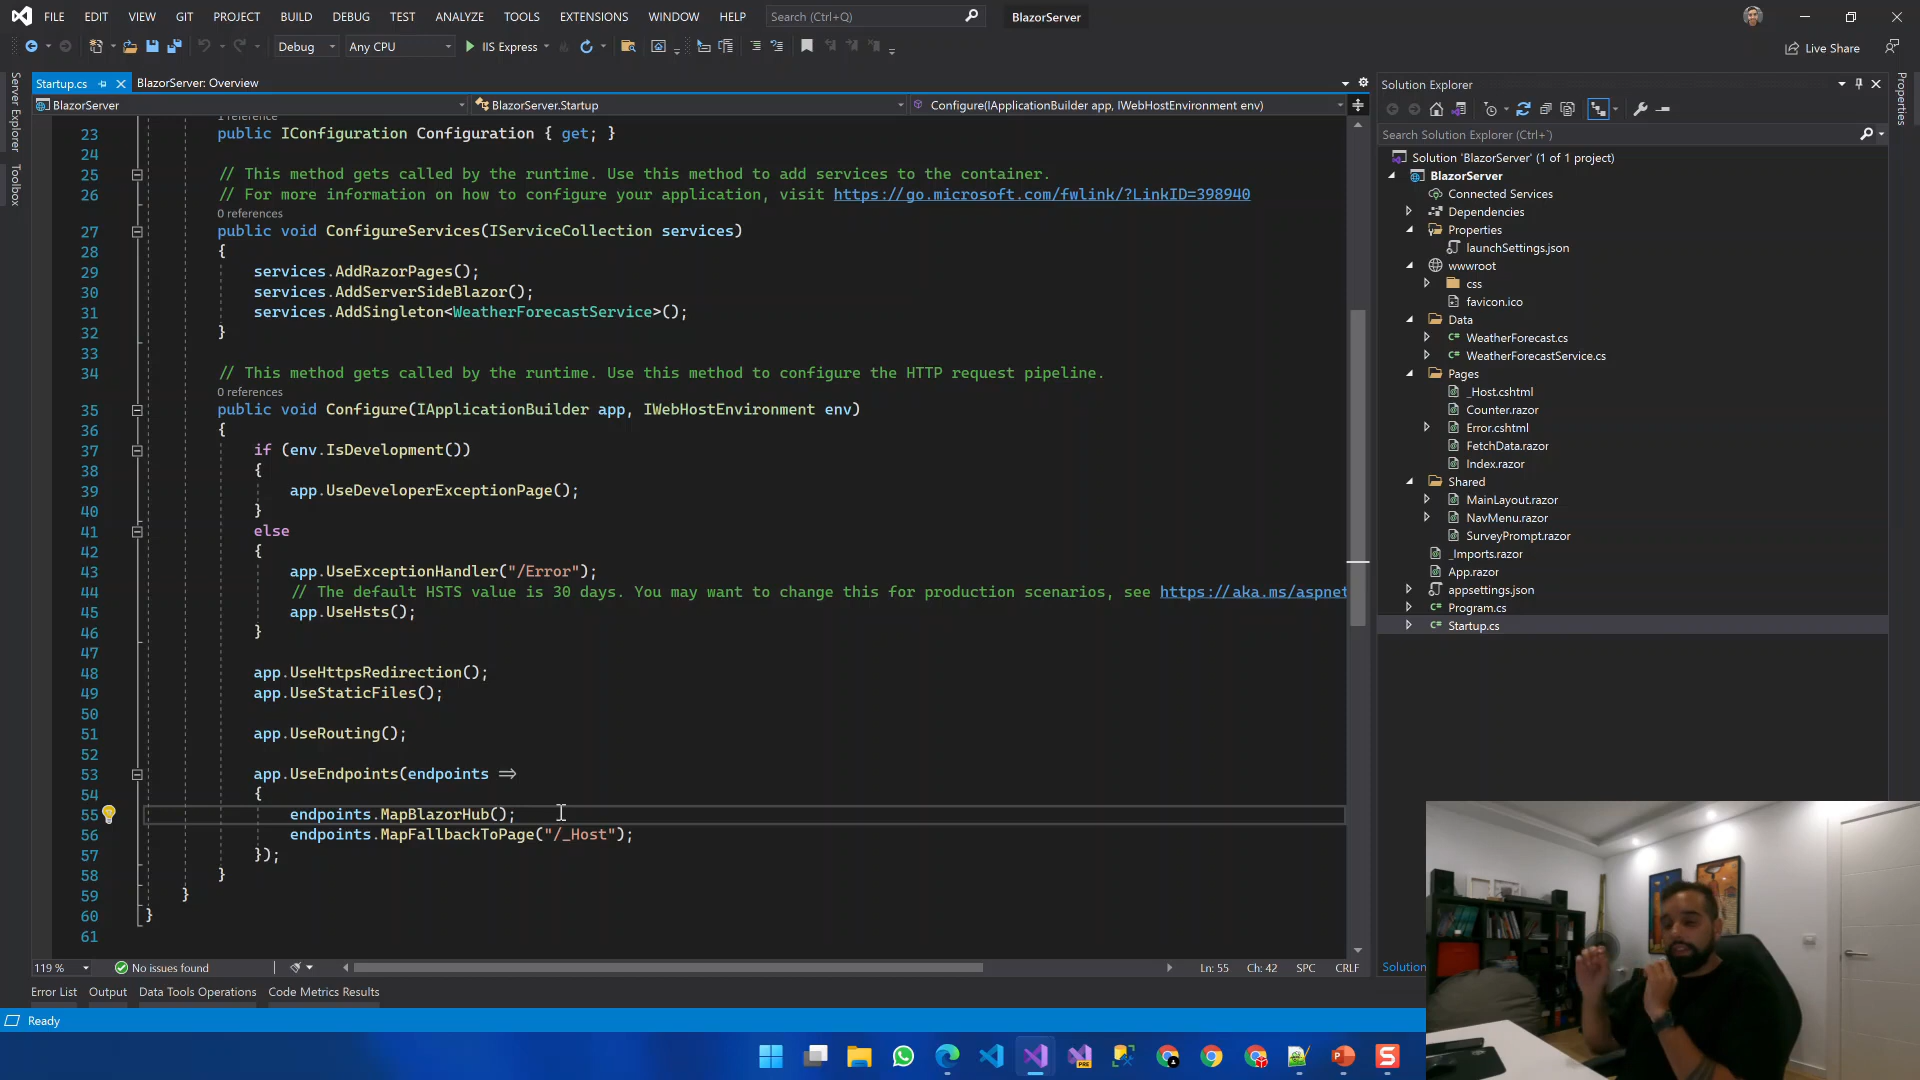 FILE EDIT VIEW GIT PROJECT BUILD DEBUG TEST ANALYZE TOOLS EXTENSIONS WINDOW HELP Search (Ctrl+Q) BlazorServer
Debug Any CPU IIS Express Live Share
Server Explorer
Toolbox
Startup.cs BlazorServer: Overview
BlazorServer BlazorServer.Startup Configure(IApplicationBuilder app, IWebHostEnvironment env)
1 reference
23 public IConfiguration Configuration { get; }
24
25 // This method gets called by the runtime. Use this method to add services to the container.
26 // For more information on how to configure your application, visit https://go.microsoft.com/fwlink/?LinkID=398940
0 references
27 public void ConfigureServices(IServiceCollection services)
28 {
29 services.AddRazorPages();
30 services.AddServerSideBlazor();
31 services.AddSingleton<WeatherForecastService>();
32 }
33
34 // This method gets called by the runtime. Use this method to configure the HTTP request pipeline.
0 references
35 public void Configure(IApplicationBuilder app, IWebHostEnvironment env)
36 {
37 if (env.IsDevelopment())
38 {
39 app.UseDeveloperExceptionPage();
40 }
41 else
42 {
43 app.UseExceptionHandler("/Error");
44 // The default HSTS value is 30 days. You may want to change this for production scenarios, see https://aka.ms/aspnet
45 app.UseHsts();
46 }
47
48 app.UseHttpsRedirection();
49 app.UseStaticFiles();
50
51 app.UseRouting();
52
53 app.UseEndpoints(endpoints =>
54 {
55 endpoints.MapBlazorHub();
56 endpoints.MapFallbackToPage("/_Host");
57 });
58 }
59 }
60 }
61
119 % No issues found Ln: 55 Ch: 42 SPC CRLF
Error List Output Data Tools Operations Code Metrics Results
Ready
Solution Explorer
Search Solution Explorer (Ctrl+`)
Solution 'BlazorServer' (1 of 1 project)
BlazorServer
Connected Services
Dependencies
Properties
launchSettings.json
wwwroot
css
favicon.ico
Data
WeatherForecast.cs
WeatherForecastService.cs
Pages
_Host.cshtml
Counter.razor
Error.cshtml
FetchData.razor
Index.razor
Shared
MainLayout.razor
NavMenu.razor
SurveyPrompt.razor
_Imports.razor
App.razor
appsettings.json
Program.cs
Startup.cs
Solution
Properties
PRE